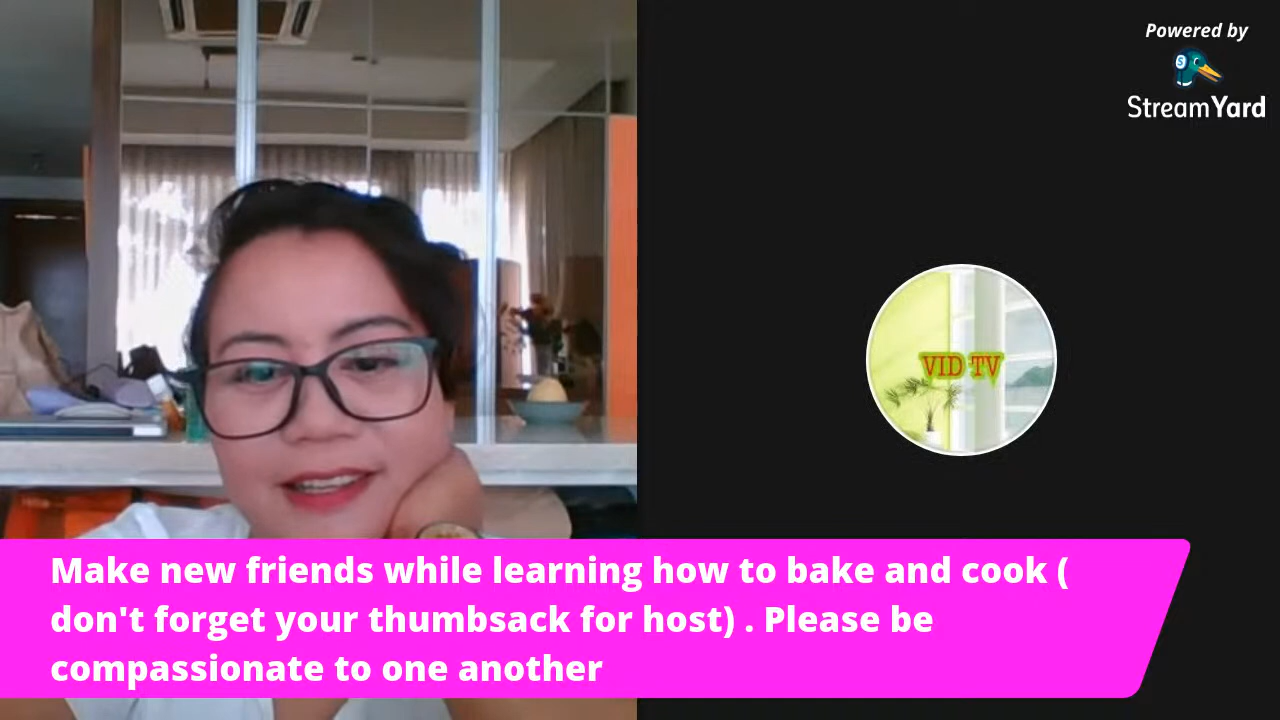 Powered by
StreamYard
VID TV
Make new friends while learning how to bake and cook (
don't forget your thumbsack for host) . Please be
compassionate to one another